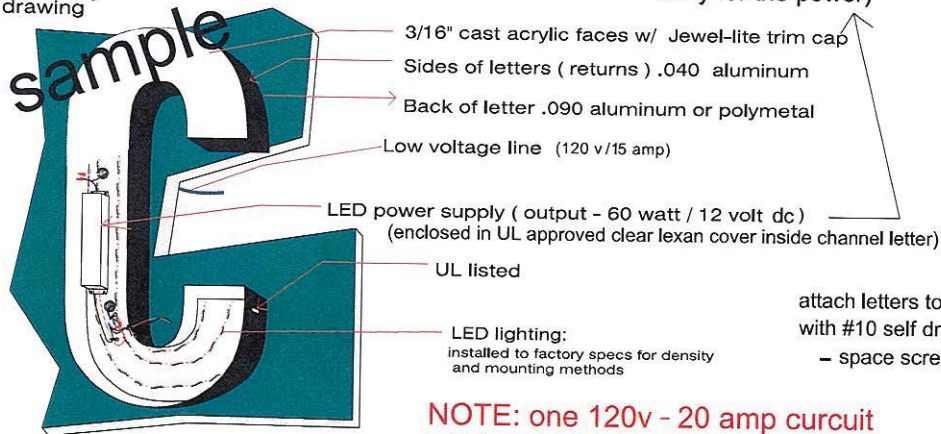 drawing
sample
3/16" cast acrylic faces w/ Jewel-lite trim cap
Sides of letters ( returns ) .040 aluminum
Back of letter .090 aluminum or polymetal
Low voltage line (120 v/15 amp)
LED power supply ( output - 60 watt / 12 volt dc )
(enclosed in UL approved clear lexan cover inside channel letter)
UL listed
attach letters to
with #10 self dr
- space scre
LED lighting:
installed to factory specs for density
and mounting methods
NOTE: one 120v - 20 amp curcuit